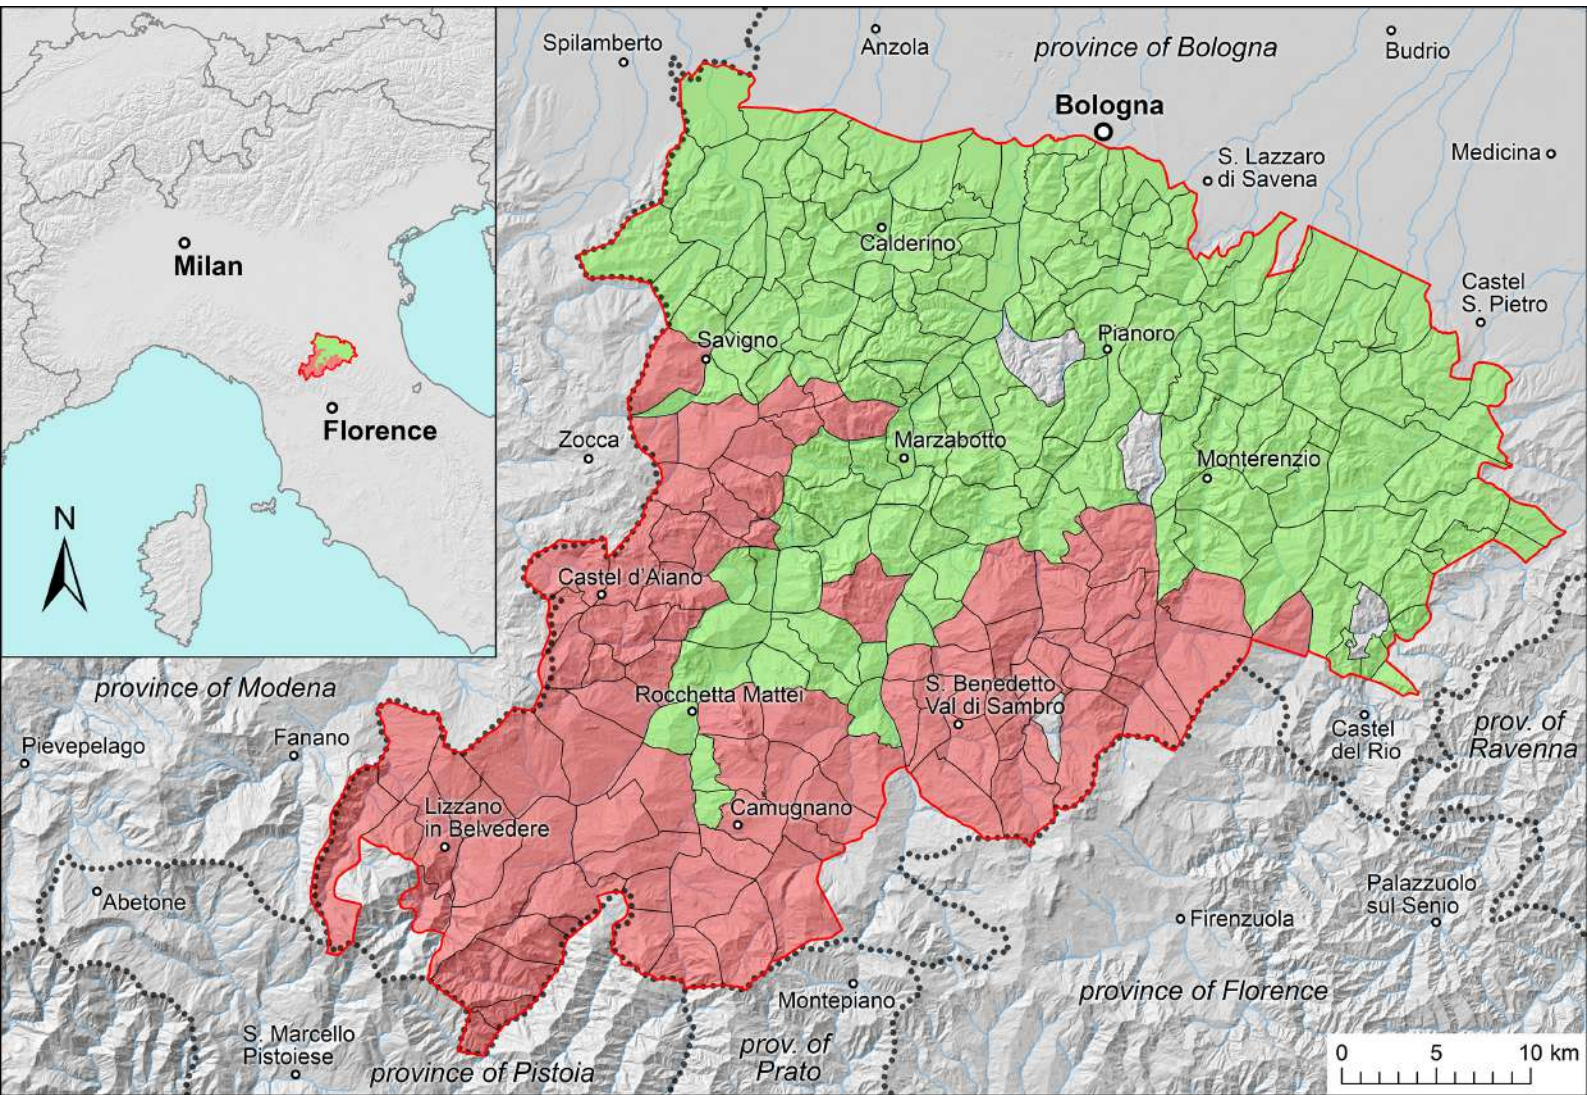 Spilamberto
Anzola
province of Bologna
Budrio
Bologna
S. Lazzaro
di Savena
Medicina
Milan
Calderino
Castel
S. Pietro
Savigno
Pianoro
Florence
Zocca
Marzabotto
Monterenzio
N
Castel d'Aiano
province of Modena
Rocchetta Mattei
S. Benedetto
Val di Sambro
Pievepelago
Fanano
Castel
del Rio
prov. of
Ravenna
Lizzano
in Belvedere
Camugnano
Abetone
Palazzuolo
sul Senio
Firenzuola
Montepiano
province of Florence
S. Marcello
Pistoiese
province of Pistoia
prov. of
Prato
0 5 10 km